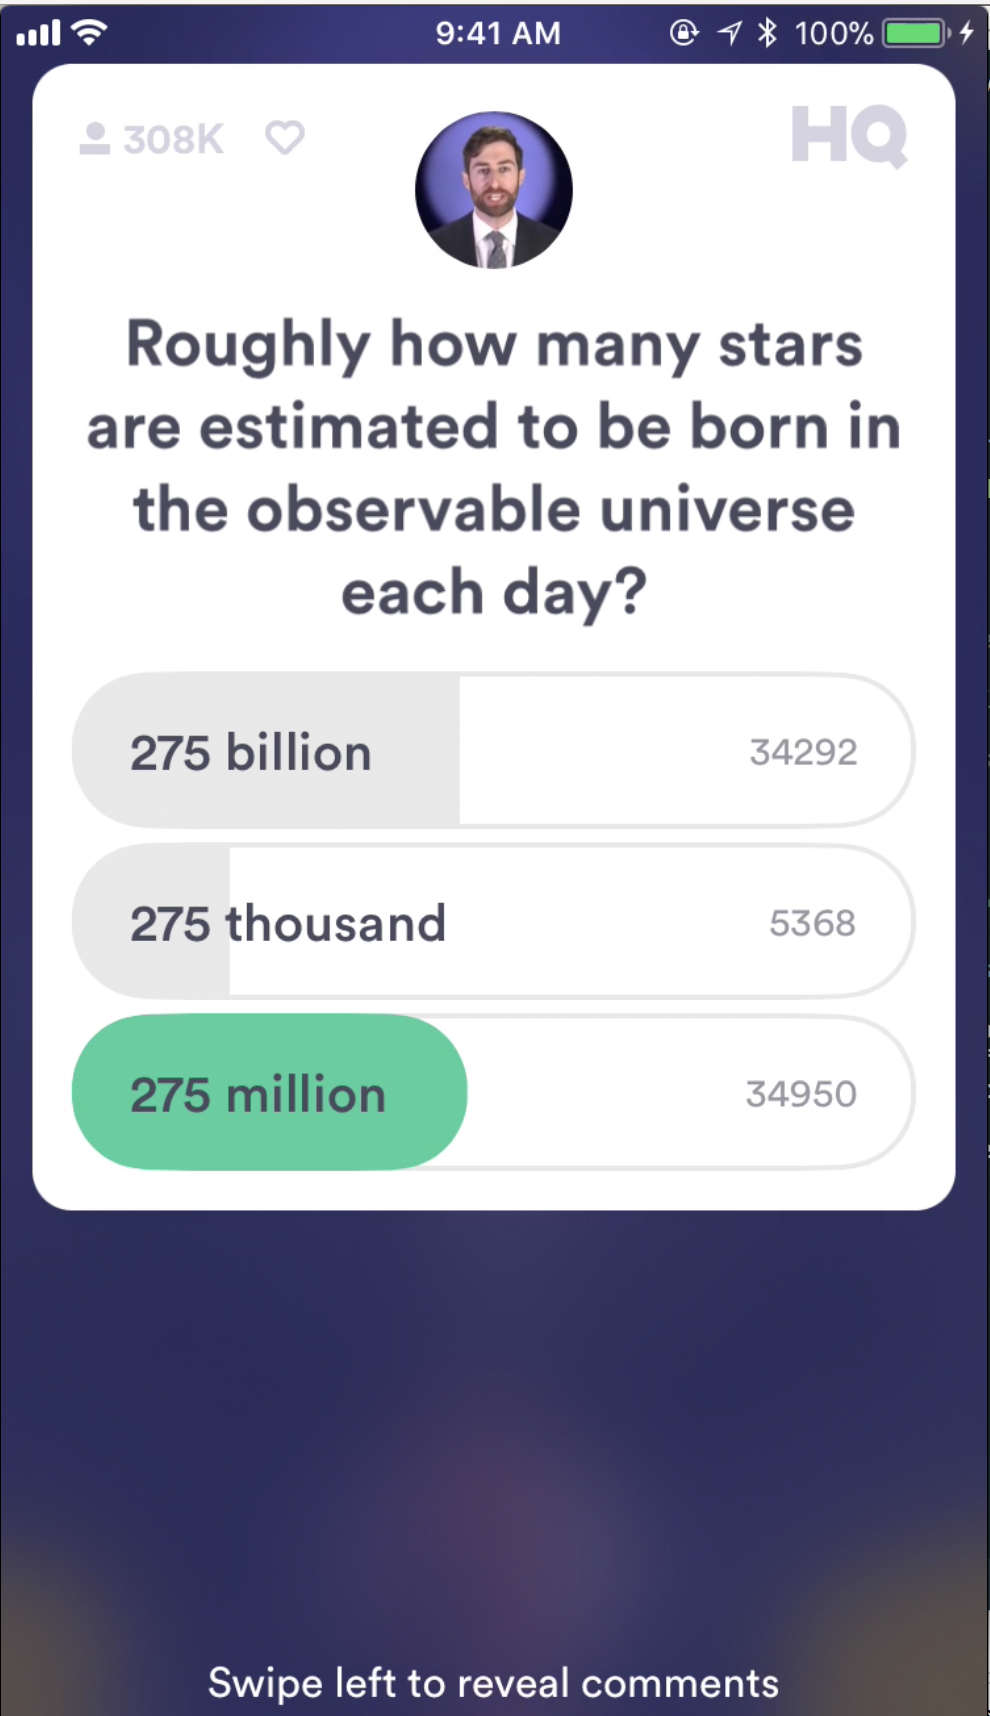 9:41 AM
100%
308K
HQ
Roughly how many stars
are estimated to be born in
the observable universe
each day?
275 billion
34292
275 thousand
5368
275 million
34950
Swipe left to reveal comments